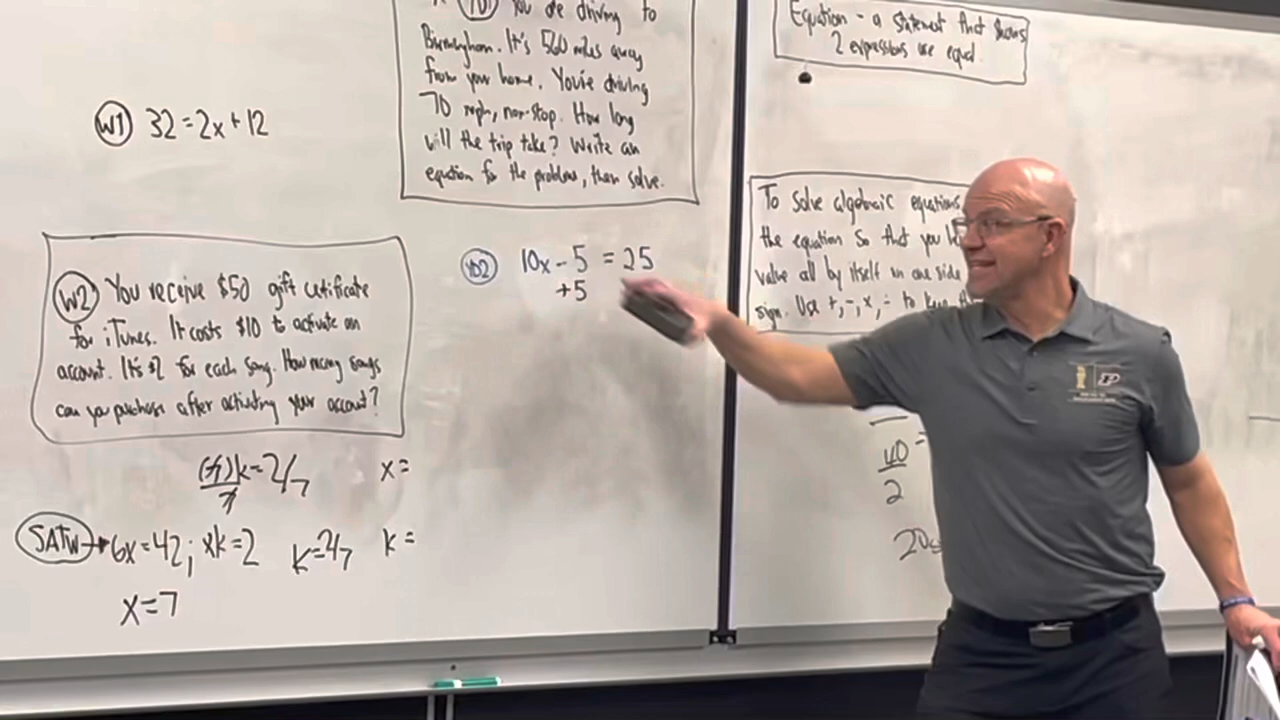 W1 32 = 2x + 12
You are driving to
Birmingham. It's 560 miles away
from your home. You're driving
70 mph, non-stop. How long
will the trip take? Write an
equation for the problem, then solve.
W2 You receive $50 gift certificate
for iTunes. It costs $10 to activate an
account. It's $2 for each song. How many songs
can you purchase after activating your account?
k = 2/7
x =
SATW → 6x = 42; xk = 2
k = 2/7
k =
x = 7
YD2 10x - 5 = 25
+5
Equation - a statement that shows
2 expressions are equal
To solve algebraic equations,
the equation so that you
value all by itself on one side
sign. Use +, -, ×, ÷ to keep
40
2
20
P